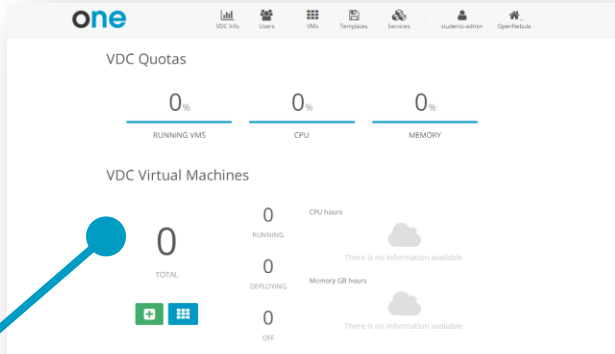 one
VDC Info Users VMs Templates Services students-admin OpenNebula
VDC Quotas
0% 0% 0%
RUNNING VMS CPU MEMORY
VDC Virtual Machines
0
TOTAL
0
RUNNING
0
DEPLOYING
0
OFF
CPU hours
There is no information available
Memory GB hours
There is no information available